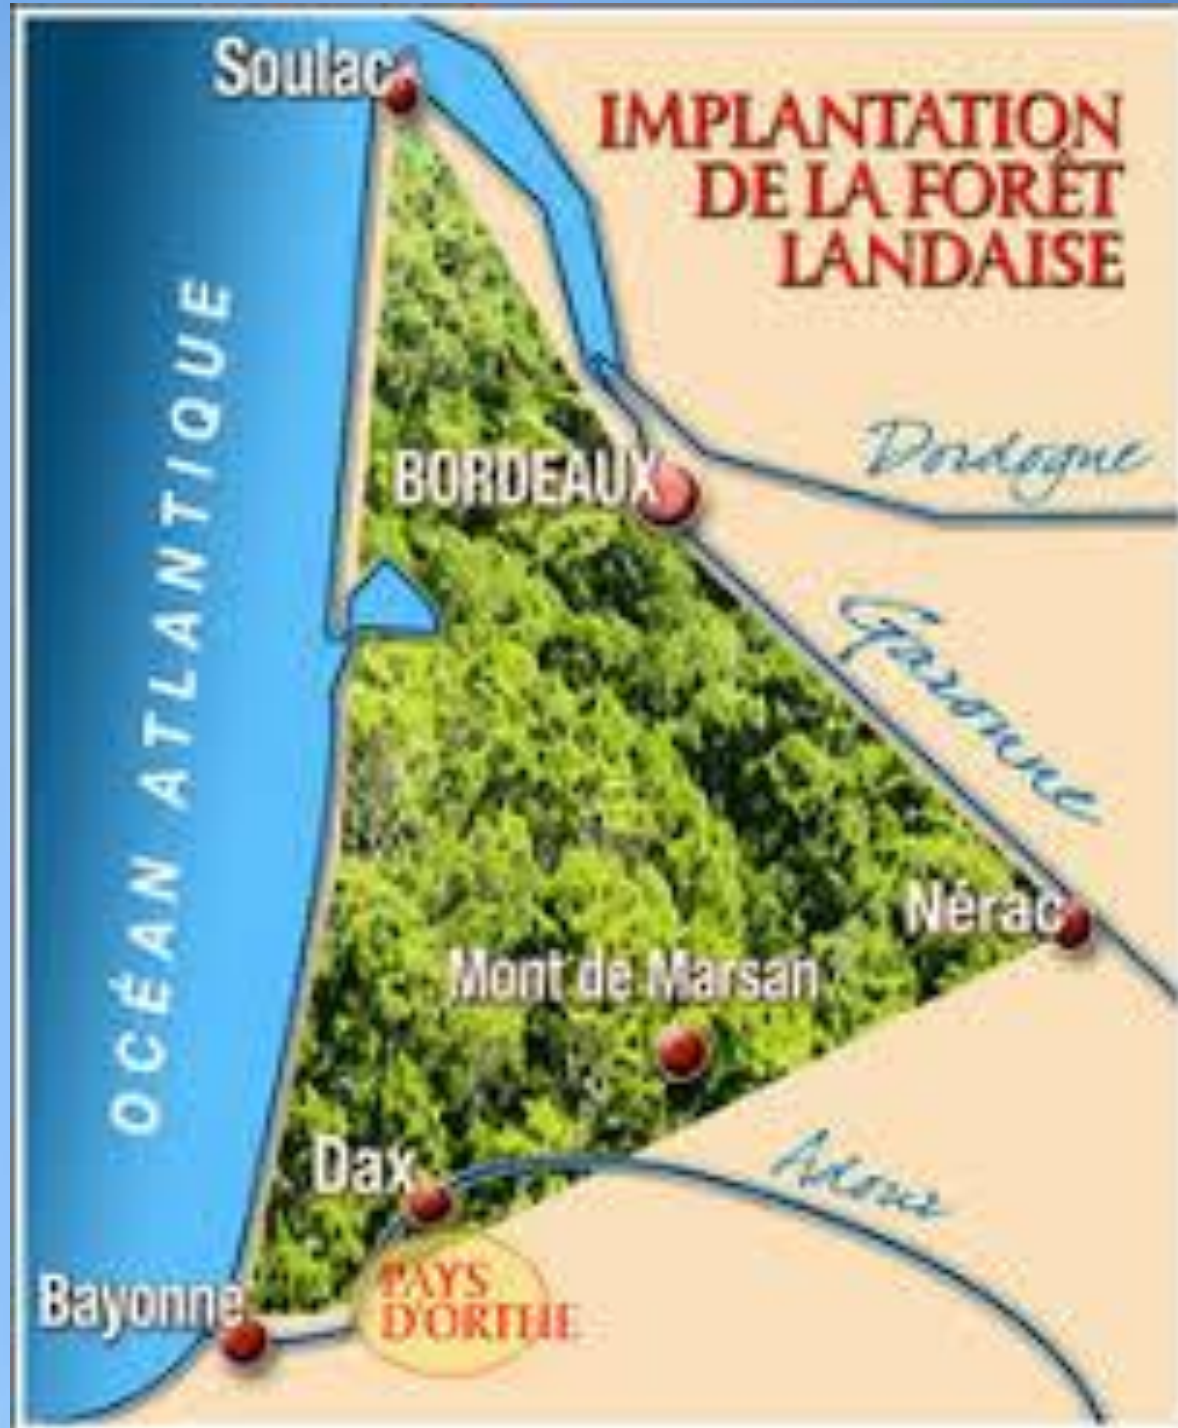 Soulac
IMPLANTATION
DE LA FORÊT
LANDAISE
OCÉAN ATLANTIQUE
Dordogne
BORDEAUX
Garonne
Nérac
Mont de Marsan
Dax
Adour
Bayonne
PAYS
D'ORTHE